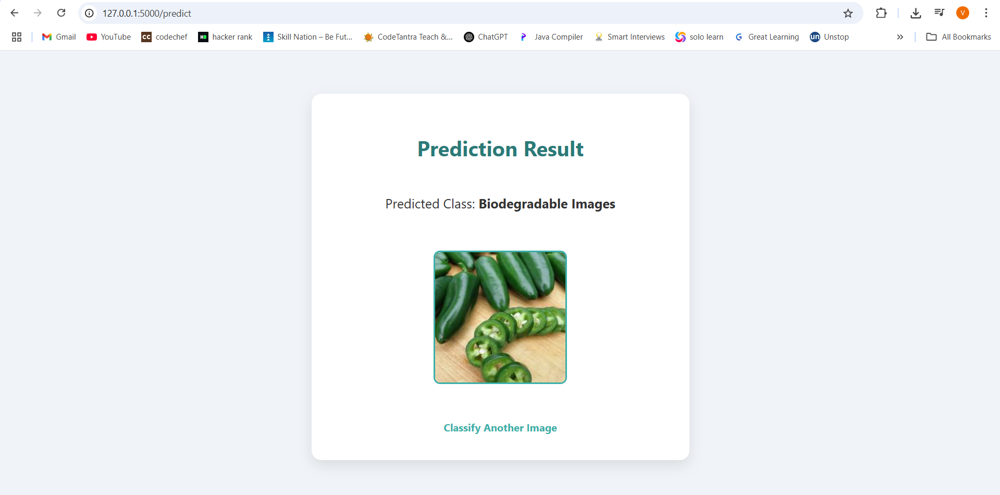 127.0.0.1:5000/predict
V
Gmail YouTube CC codechef H hacker rank Skill Nation – Be Fut... CodeTantra Teach &... ChatGPT Java Compiler Smart Interviews solo learn G Great Learning un Unstop » All Bookmarks
Prediction Result
Predicted Class: Biodegradable Images
Classify Another Image